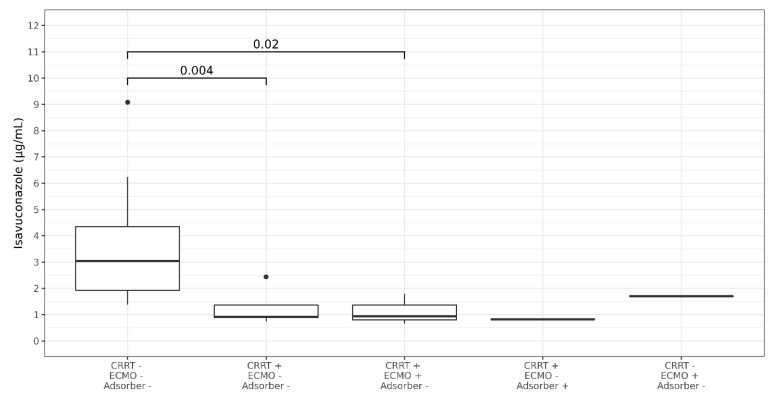 12
11
10
9
8
7
6
5
4
3
2
1
0
Isavuconazole (µg/mL)
0.02
0.004
CRRT -
ECMO -
Adsorber -
CRRT +
ECMO -
Adsorber -
CRRT +
ECMO +
Adsorber -
CRRT +
ECMO -
Adsorber +
CRRT -
ECMO +
Adsorber -